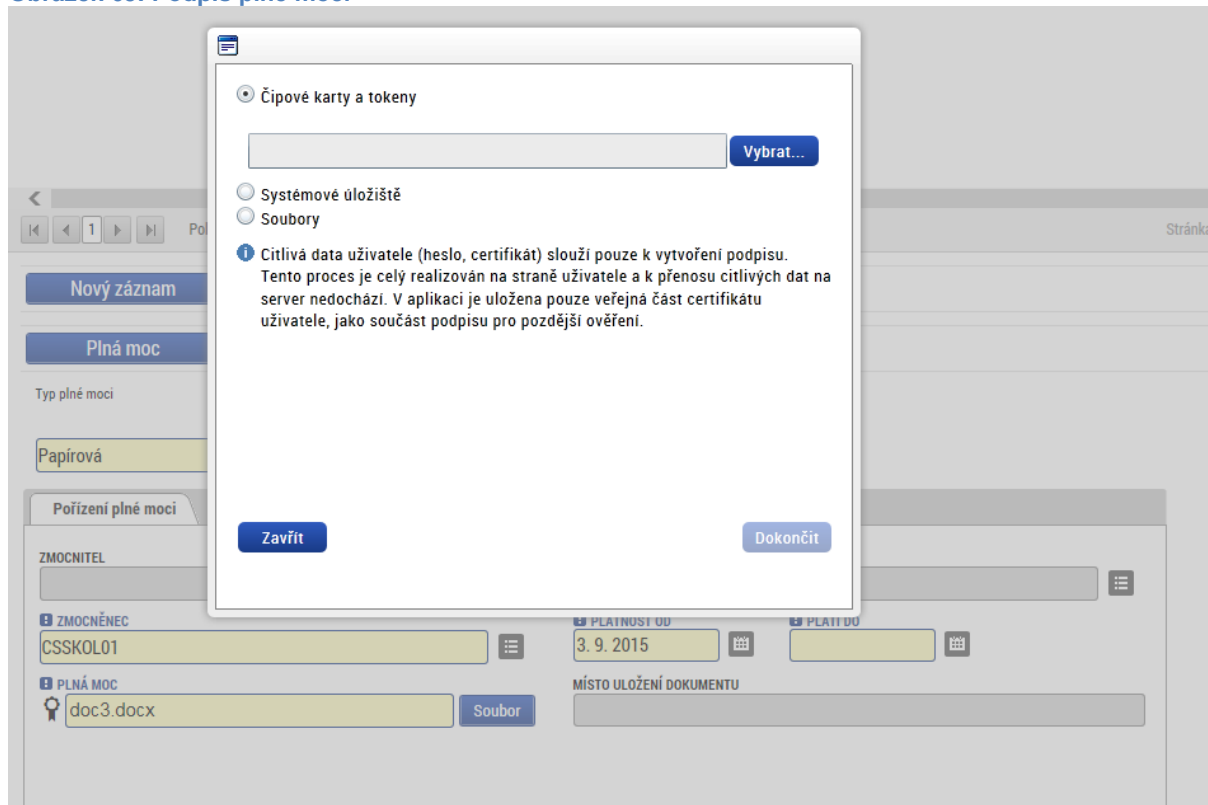 Čipové karty a tokeny
Vybrat...
Systémové úložiště
Soubory
1
Stránka
Citlivá data uživatele (heslo, certifikát) slouží pouze k vytvoření podpisu.
Tento proces je celý realizován na straně uživatele a k přenosu citlivých dat na
server nedochází. V aplikaci je uložena pouze veřejná část certifikátu
uživatele, jako součást podpisu pro pozdější ověření.
Nový záznam
Plná moc
Typ plné moci
Papírová
Pořízení plné moci
Zavřít
Dokončit
ZMOCNITEL
ZMOCNĚNEC
PLATNOST OD
PLATÍ DO
CSSKOL01
3. 9. 2015
PLNÁ MOC
MÍSTO ULOŽENÍ DOKUMENTU
doc3.docx
Soubor